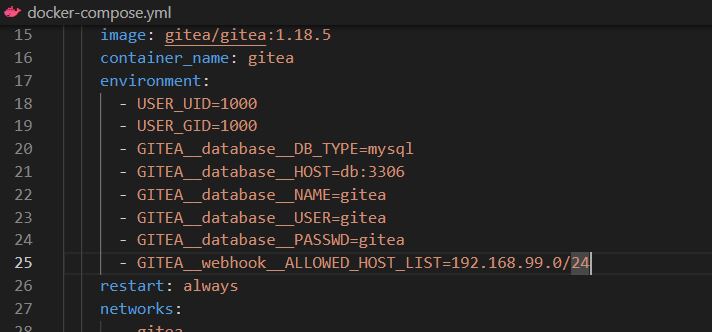 docker-compose.yml
15 image: gitea/gitea:1.18.5
16 container_name: gitea
17 environment:
18 - USER_UID=1000
19 - USER_GID=1000
20 - GITEA__database__DB_TYPE=mysql
21 - GITEA__database__HOST=db:3306
22 - GITEA__database__NAME=gitea
23 - GITEA__database__USER=gitea
24 - GITEA__database__PASSWD=gitea
25 - GITEA__webhook__ALLOWED_HOST_LIST=192.168.99.0/24
26 restart: always
27 networks:
28 - gitea